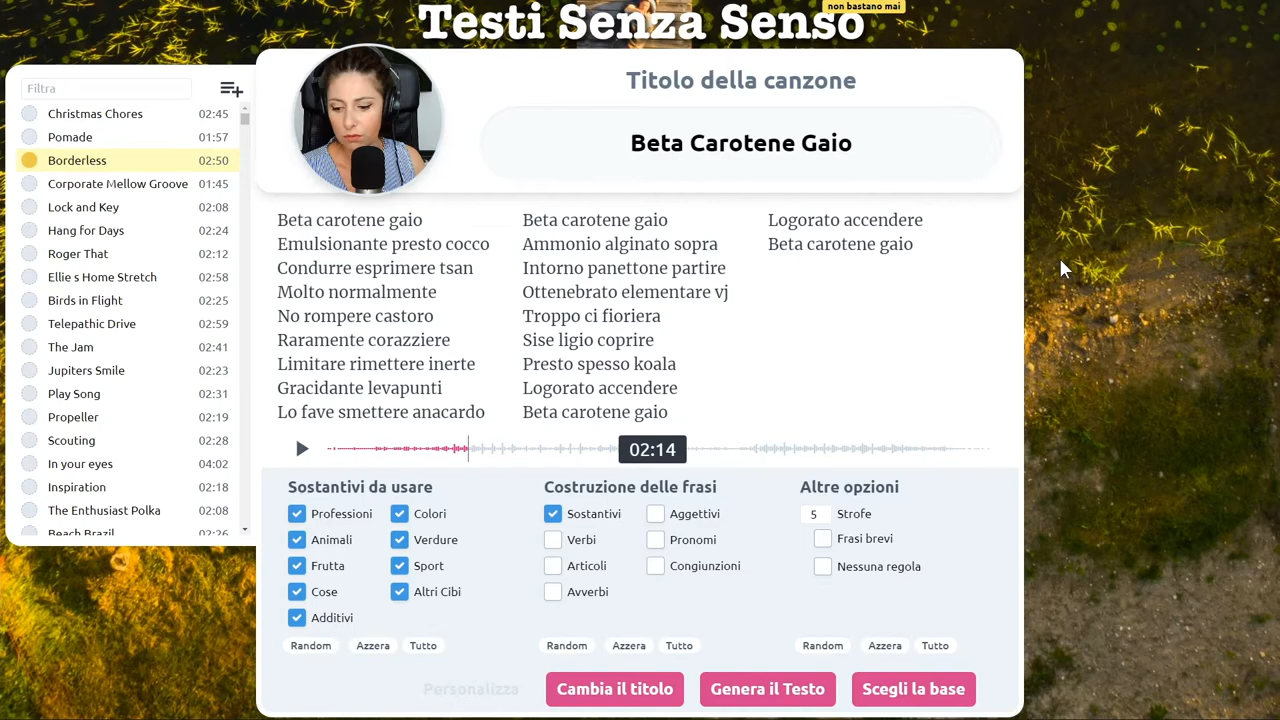 non bastano mai
Testi Senza Senso
Filtra
Christmas Chores 02:45
Pomade 01:57
Borderless 02:50
Corporate Mellow Groove 01:45
Lock and Key 02:08
Hang for Days 02:24
Roger That 02:12
Ellie s Home Stretch 02:58
Birds in Flight 02:25
Telepathic Drive 02:59
The Jam 02:41
Jupiters Smile 02:23
Play Song 02:31
Propeller 02:19
Scouting 02:28
In your eyes 04:02
Inspiration 02:18
The Enthusiast Polka 02:08
Beach Brazil 02:26
Titolo della canzone
Beta Carotene Gaio
Beta carotene gaio
Emulsionante presto cocco
Condurre esprimere tsan
Molto normalmente
No rompere castoro
Raramente corazziere
Limitare rimettere inerte
Gracidante levapunti
Lo fave smettere anacardo
Beta carotene gaio
Ammonio alginato sopra
Intorno panettone partire
Ottenebrato elementare vj
Troppo ci fioriera
Sise ligio coprire
Presto spesso koala
Logorato accendere
Beta carotene gaio
Logorato accendere
Beta carotene gaio
02:14
Sostantivi da usare
Professioni Colori
Animali Verdure
Frutta Sport
Cose Altri Cibi
Additivi
Random Azzera Tutto
Costruzione delle frasi
Sostantivi Aggettivi
Verbi Pronomi
Articoli Congiunzioni
Avverbi
Random Azzera Tutto
Altre opzioni
5 Strofe
Frasi brevi
Nessuna regola
Random Azzera Tutto
Personalizza Cambia il titolo Genera il Testo Scegli la base